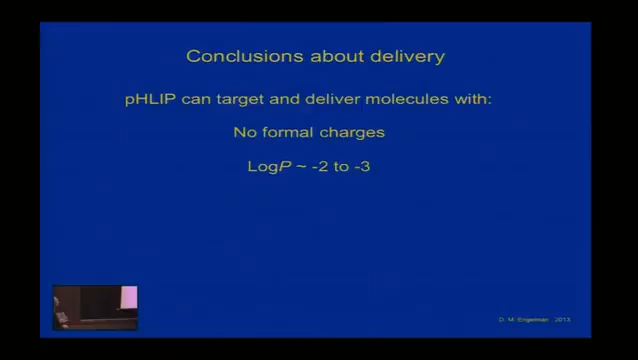 Conclusions about delivery
pHLIP can target and deliver molecules with:
No formal charges
LogP ~ -2 to -3
D. M. Engelman 2013